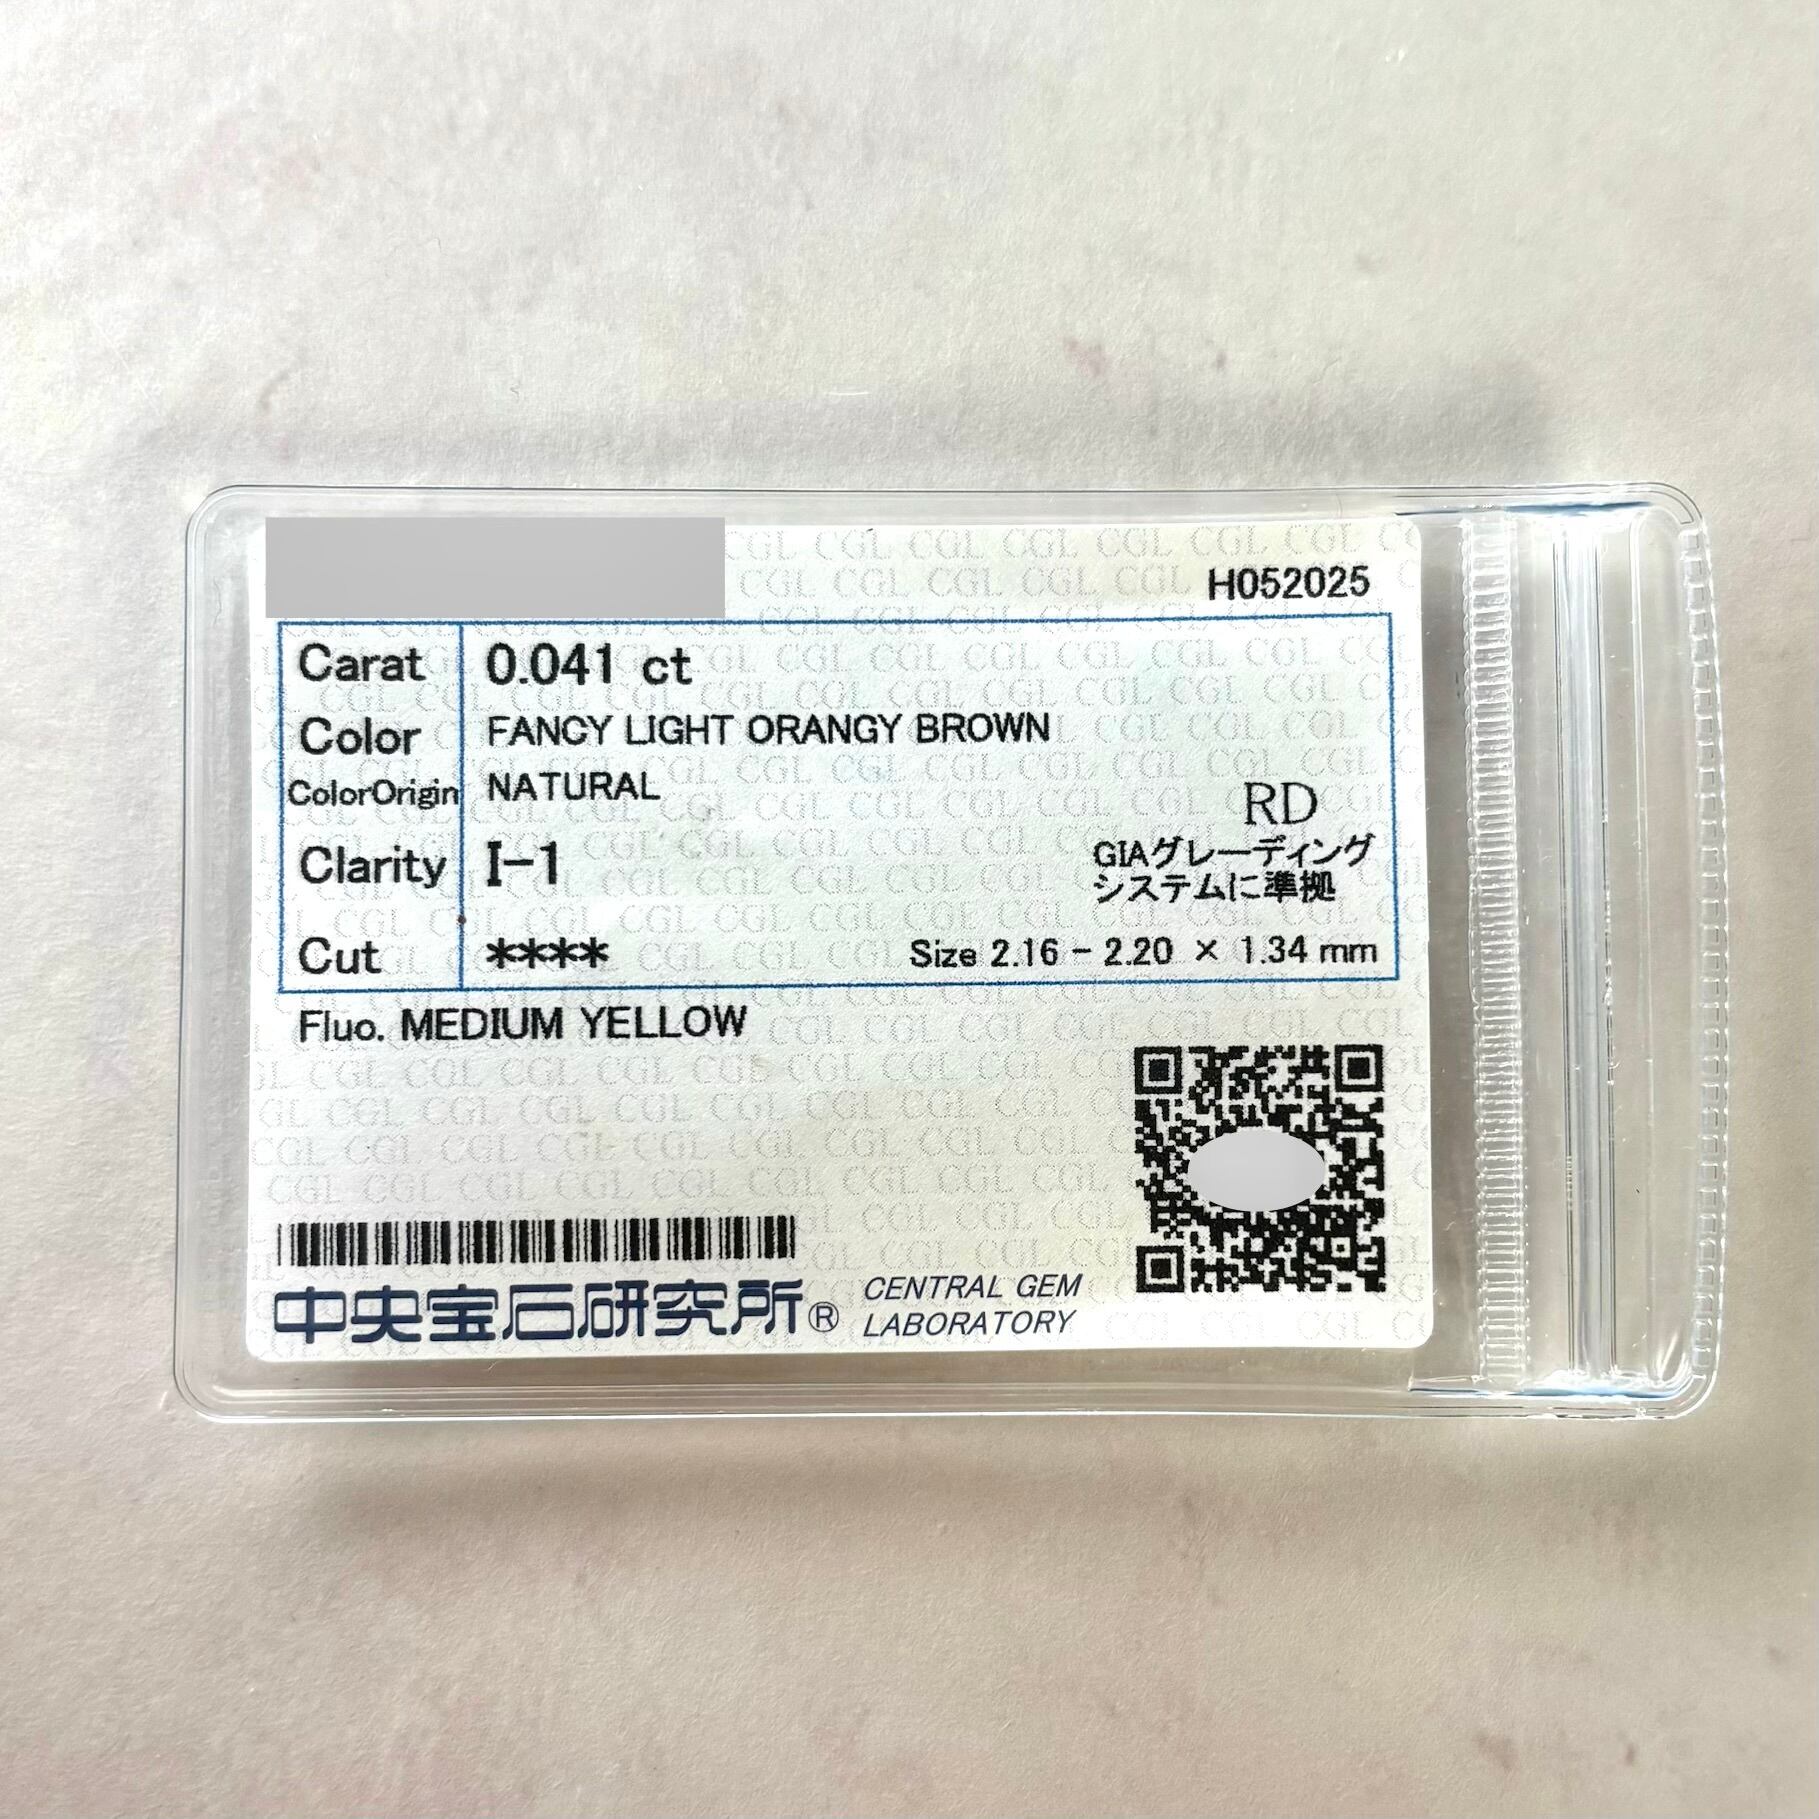 H052025
Carat 0.041 ct
Color FANCY LIGHT ORANGY BROWN
ColorOrigin NATURAL
RD
Clarity I-1
GIAグレーディング
システムに準拠
Cut **** Size 2.16 - 2.20 × 1.34 mm
Fluo. MEDIUM YELLOW
中央宝石研究所® CENTRAL GEM
LABORATORY